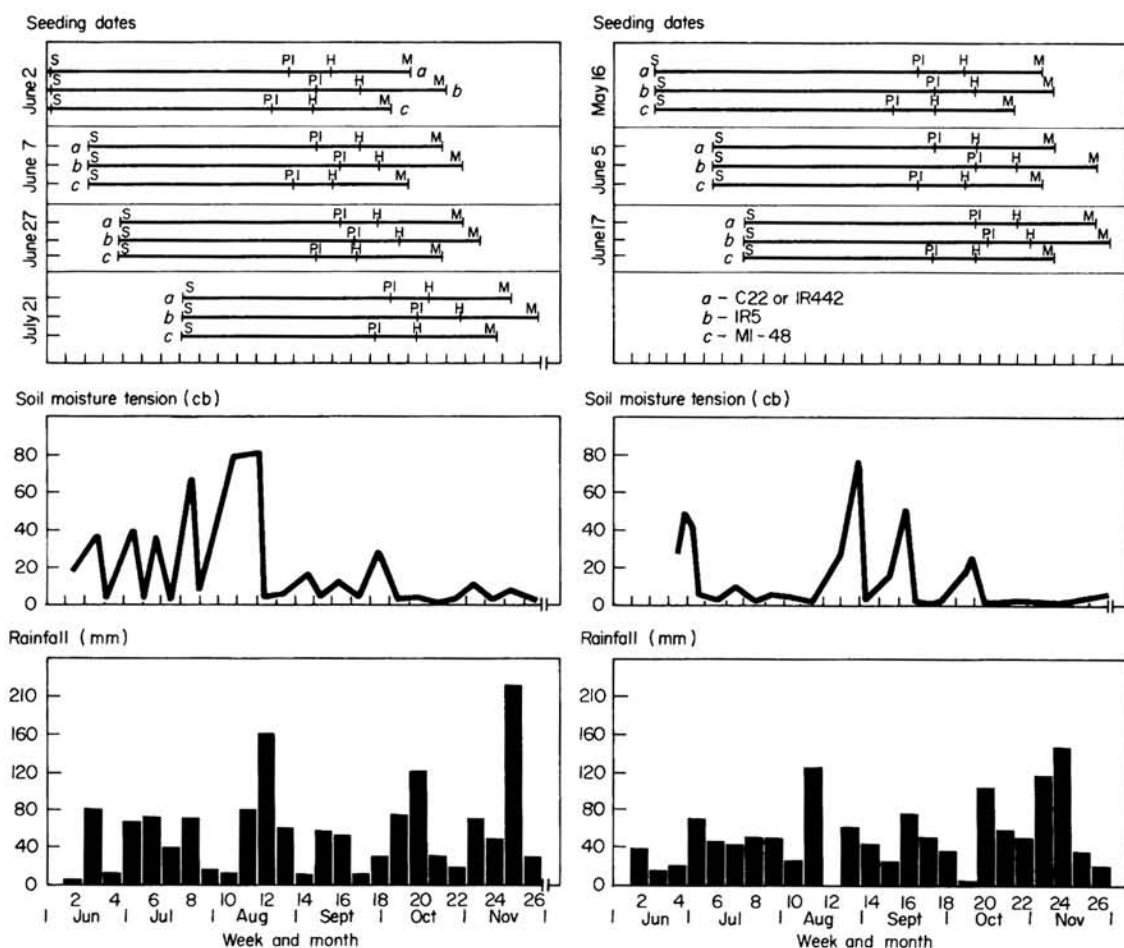 Seeding dates
June 2
S PI H M a
S PI H M b
S PI H M c
June 7
a S PI H M
b S PI H M
c S PI H M
June 27
a S PI H M
b S PI H M
c S PI H M
July 21
a S PI H M
b S PI H M
c S PI H M
Soil moisture tension (cb)
80
60
40
20
0
Rainfall (mm)
210
160
120
80
40
0
2 4 6 8 10 12 14 16 18 20 22 24 26
Jun Jul Aug Sept Oct Nov
Week and month
Seeding dates
May 16
a S PI H M
b S PI H M
c S PI H M
June 5
a S PI H M
b S PI H M
c S PI H M
June 17
a S PI H M
b S PI H M
c S PI H M
a - C22 or IR442
b - IR5
c - MI-48
Soil moisture tension (cb)
80
60
40
20
0
Rainfall (mm)
210
160
120
80
40
0
2 4 6 8 10 12 14 16 18 20 22 24 26
Jun Jul Aug Sept Oct Nov
Week and month